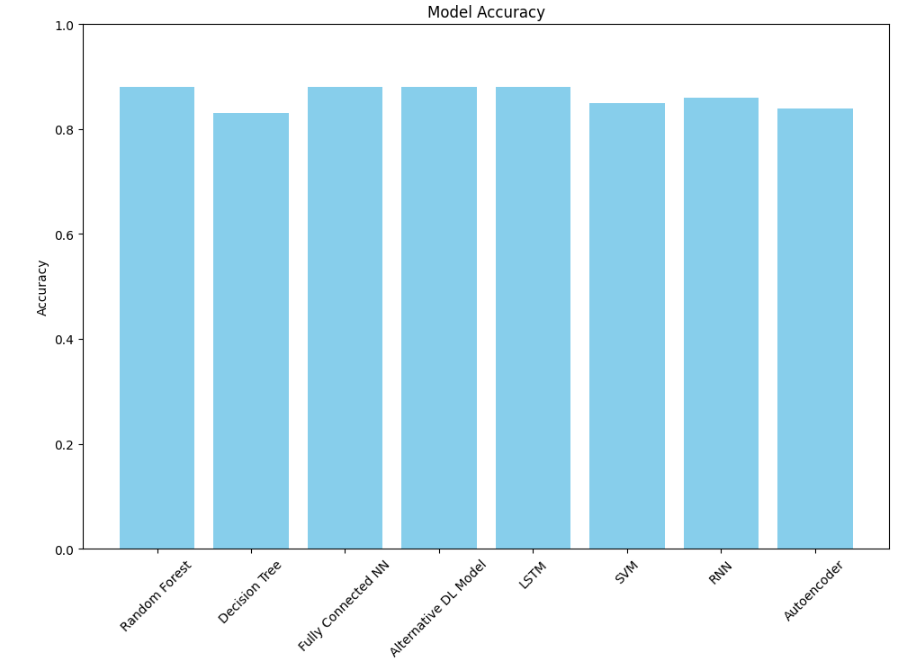 Model Accuracy
1.0
0.8
0.6
0.4
0.2
0.0
Accuracy
Random Forest
Decision Tree
Fully Connected NN
Alternative DL Model
LSTM
SVM
RNN
Autoencoder